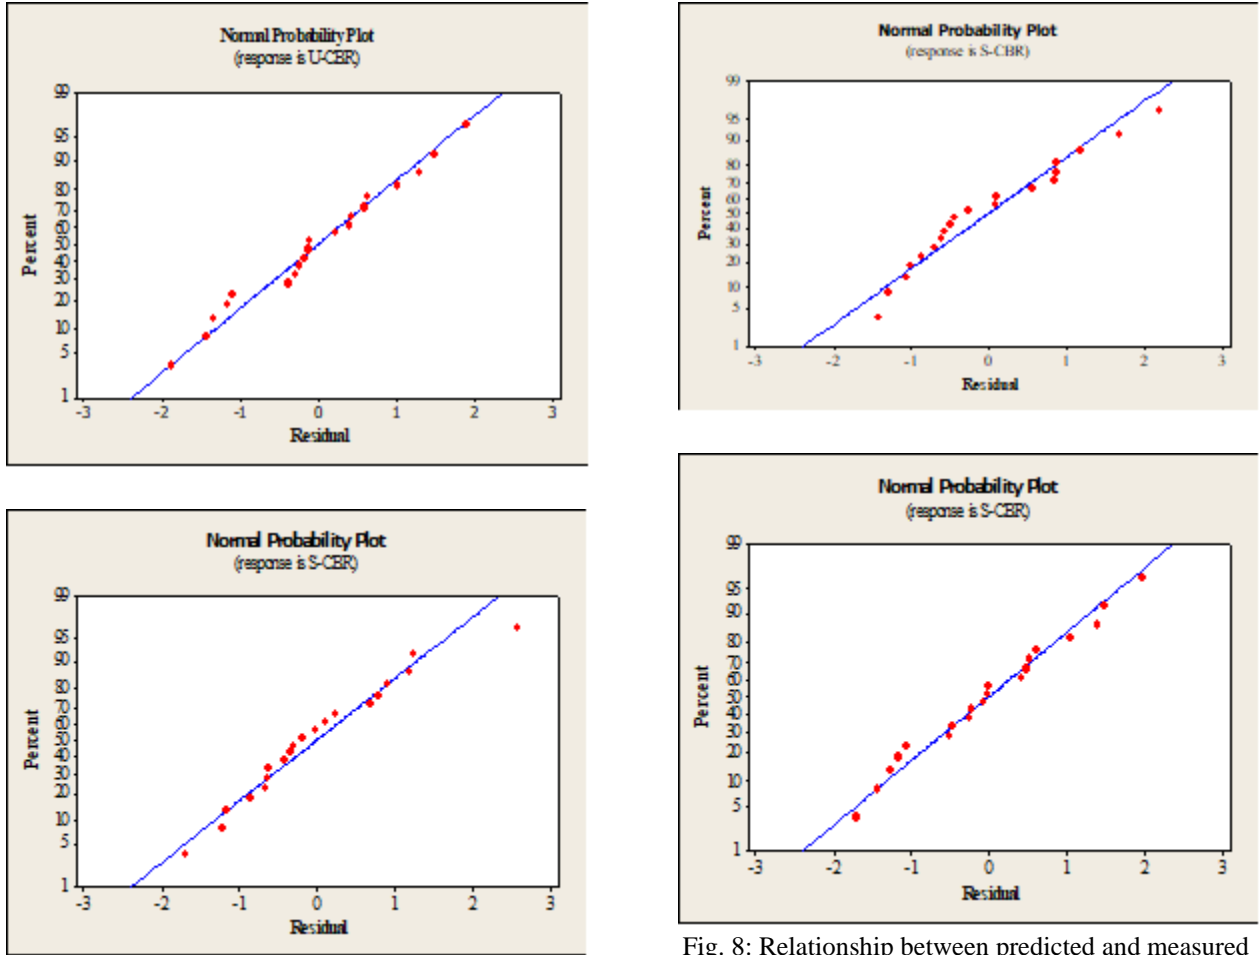 Normal Probability Plot
(response is U-CBR)
99
95
90
80
70
60
50
40
30
20
10
5
1
Percent
-3 -2 -1 0 1 2 3
Residual
Normal Probability Plot
(response is S-CBR)
99
95
90
80
70
60
50
40
30
20
10
5
1
Percent
-3 -2 -1 0 1 2 3
Residual
Normal Probability Plot
(response is S-CBR)
99
95
90
80
70
60
50
40
30
20
10
5
1
Percent
-3 -2 -1 0 1 2 3
Residual
Normal Probability Plot
(response is S-CBR)
99
95
90
80
70
60
50
40
30
20
10
5
1
Percent
-3 -2 -1 0 1 2 3
Residual
Fig. 8: Relationship between predicted and measured